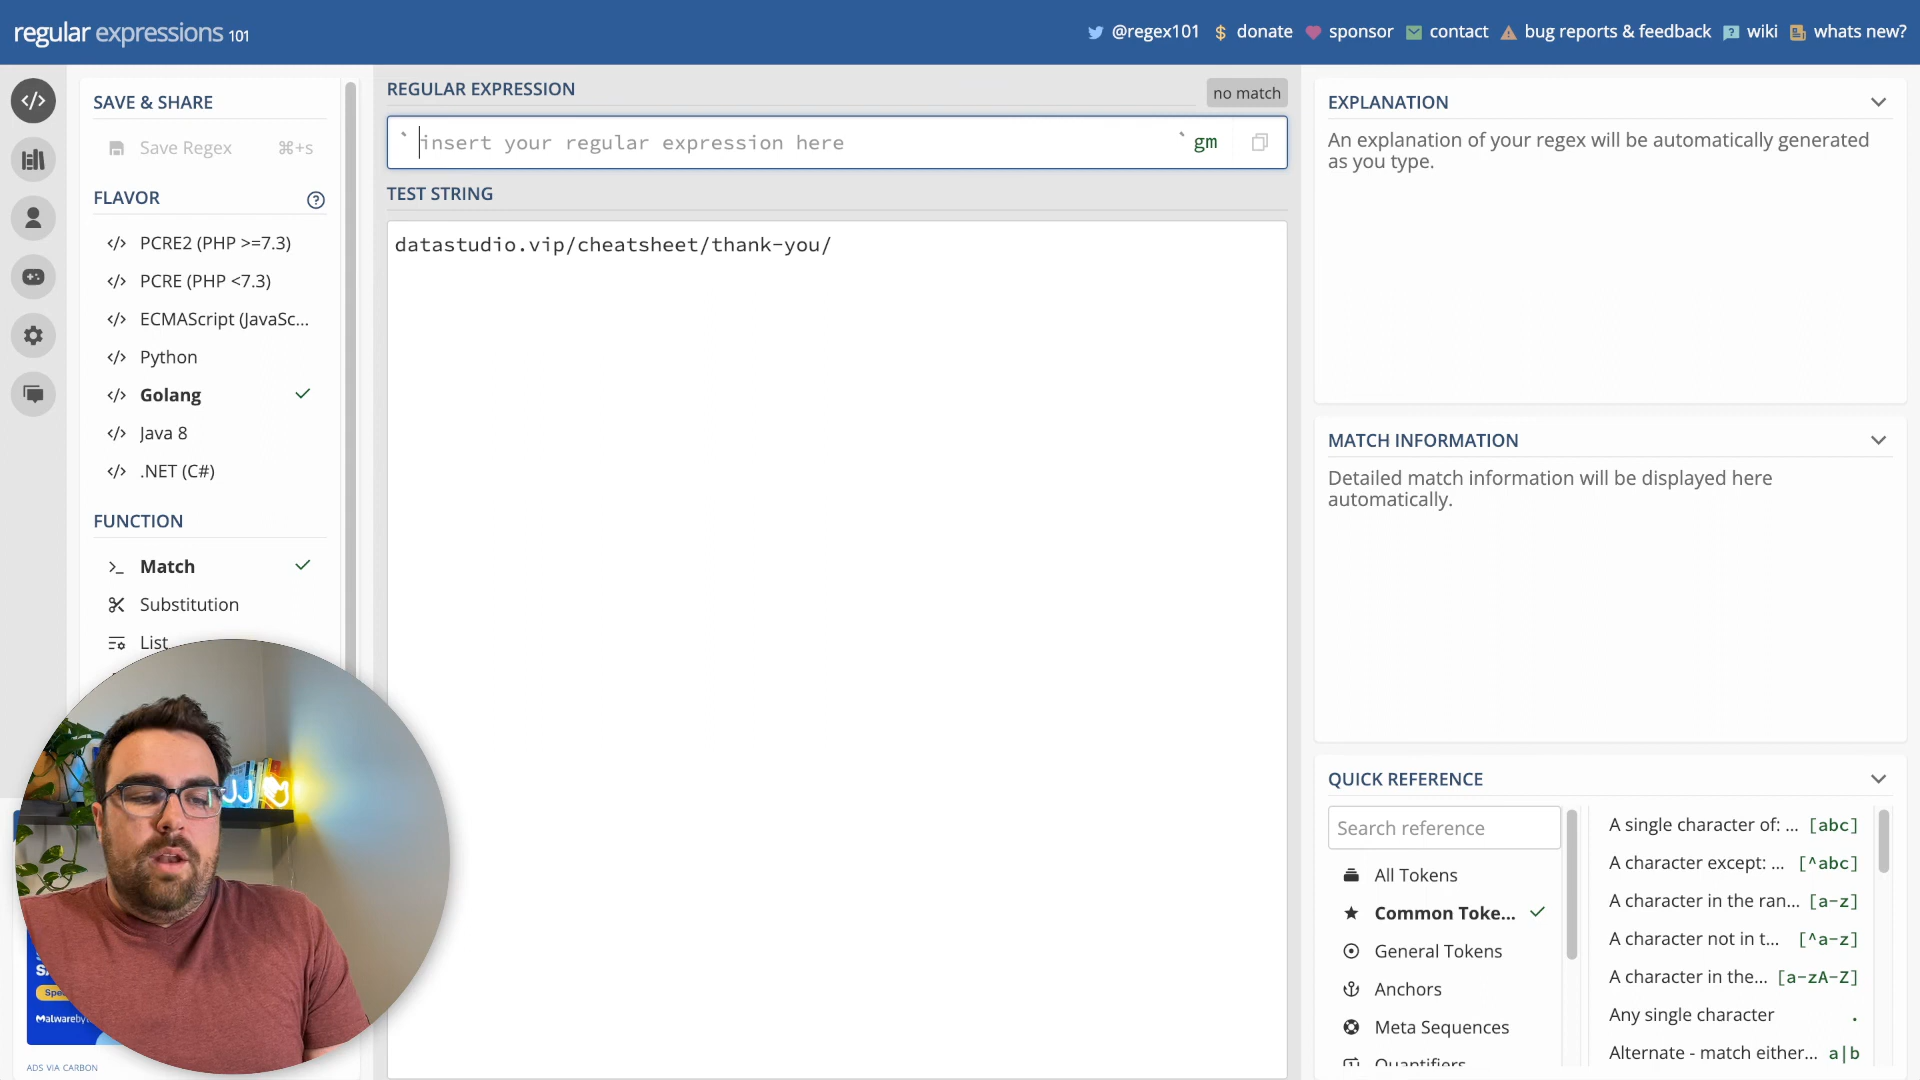 regular expressions 101
@regex101
$ donate
sponsor
contact
bug reports & feedback
wiki
whats new?
SAVE & SHARE
Save Regex ⌘+s
FLAVOR
</> PCRE2 (PHP >=7.3)
</> PCRE (PHP <7.3)
</> ECMAScript (JavaSc...
</> Python
</> Golang
</> Java 8
</> .NET (C#)
FUNCTION
>_ Match
Substitution
List
ADS VIA CARBON
REGULAR EXPRESSION
no match
` insert your regular expression here ` gm
TEST STRING
datastudio.vip/cheatsheet/thank-you/
EXPLANATION
An explanation of your regex will be automatically generated
as you type.
MATCH INFORMATION
Detailed match information will be displayed here
automatically.
QUICK REFERENCE
Search reference
All Tokens
Common Toke...
General Tokens
Anchors
Meta Sequences
Quantifiers
A single character of: ... [abc]
A character except: ... [^abc]
A character in the ran... [a-z]
A character not in t... [^a-z]
A character in the... [a-zA-Z]
Any single character .
Alternate - match either... a|b